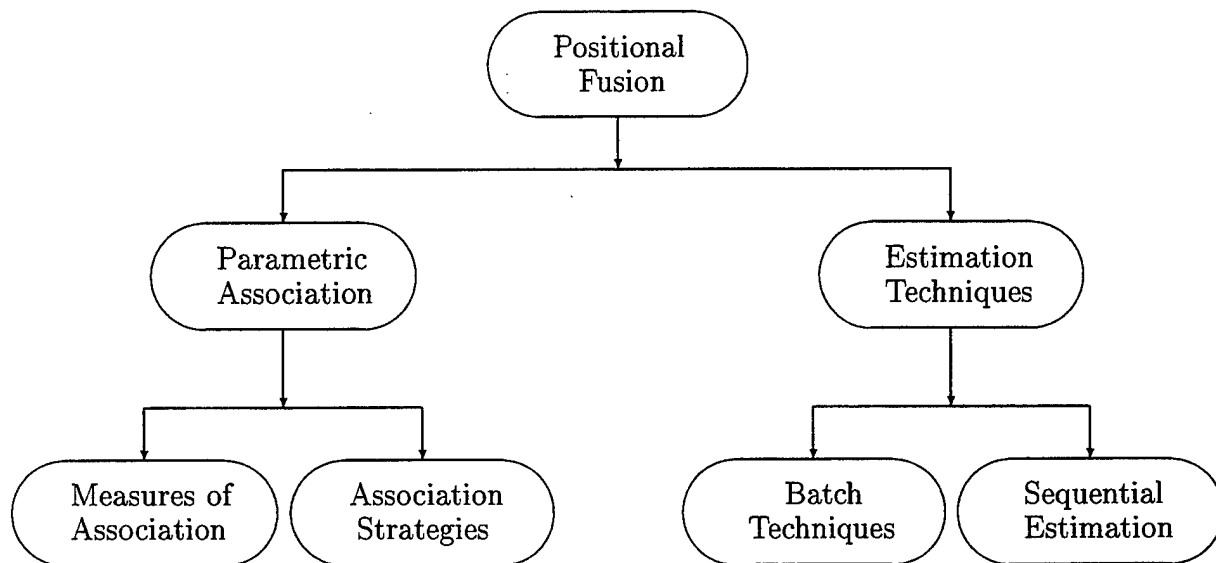 Positional
Fusion
Parametric
Association
Estimation
Techniques
Measures of
Association
Association
Strategies
Batch
Techniques
Sequential
Estimation